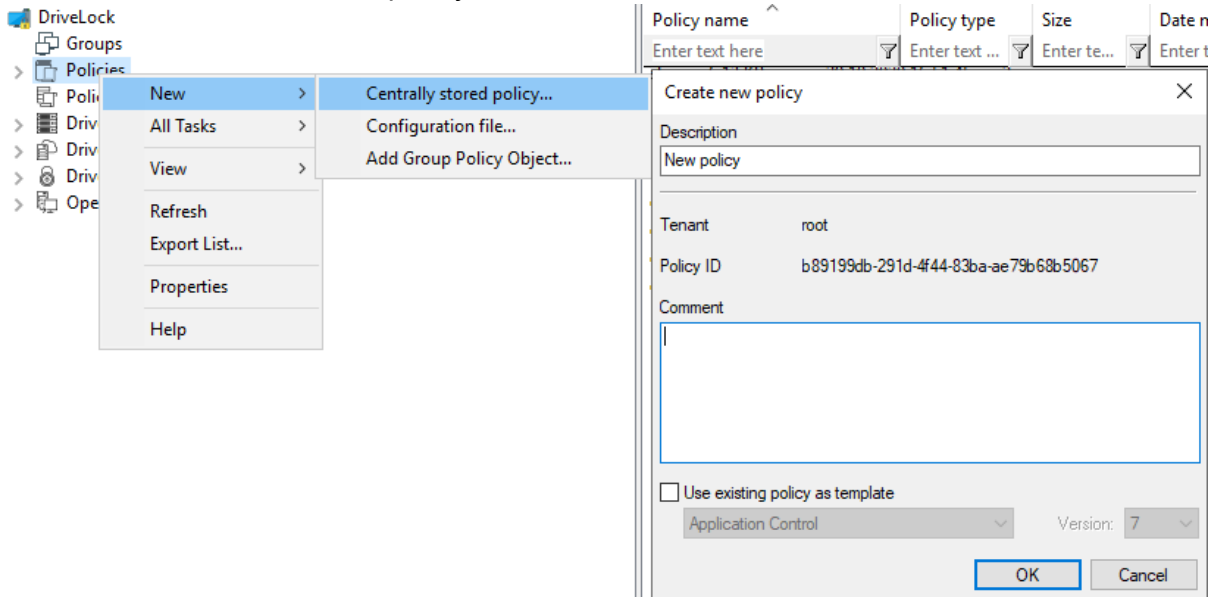 DriveLock
Groups
Policies
Poli
Driv
Driv
Driv
Ope
New
All Tasks
View
Refresh
Export List...
Properties
Help
Centrally stored policy...
Configuration file...
Add Group Policy Object...
Policy name Policy type Size Date n
Enter text here Enter text ... Enter te... Enter t
Create new policy
Description
New policy
Tenant root
Policy ID b89199db-291d-4f44-83ba-ae79b68b5067
Comment
Use existing policy as template
Application Control Version: 7
OK Cancel